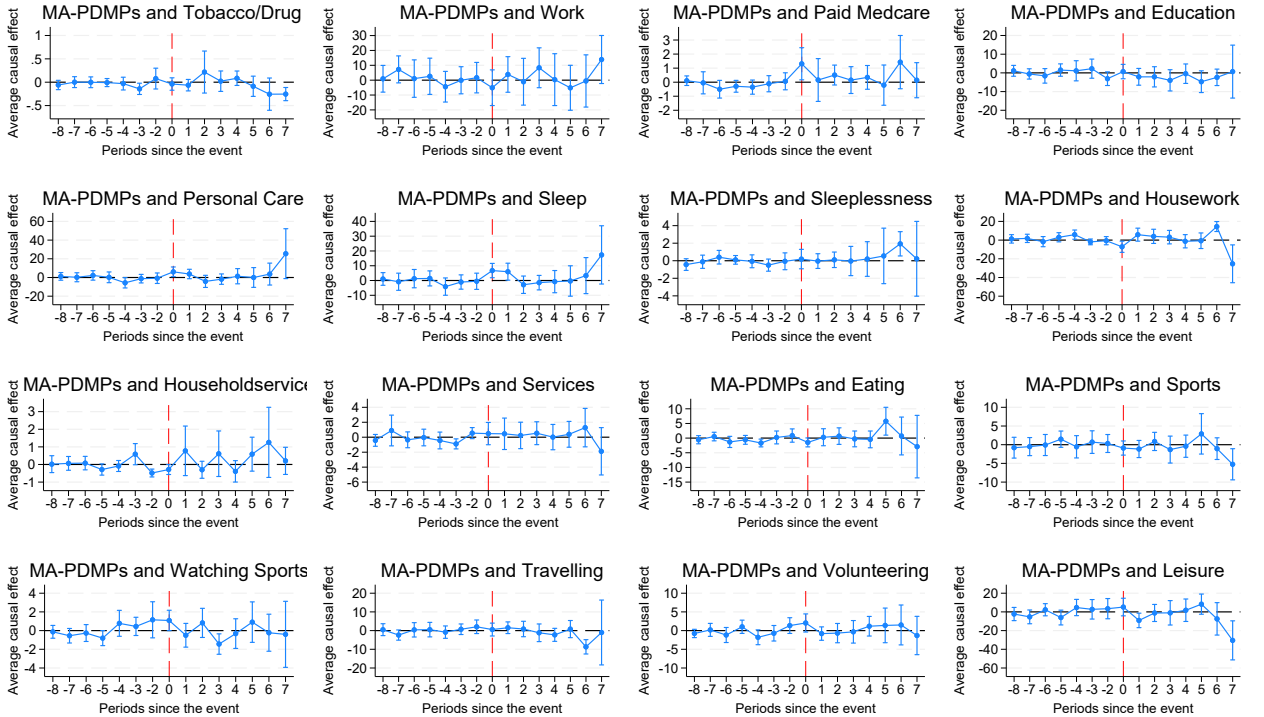 MA-PDMPs and Tobacco/Drug
Average causal effect
1
.5
0
-.5
-8 -7 -6 -5 -4 -3 -2 0 1 2 3 4 5 6 7
Periods since the event
MA-PDMPs and Work
Average causal effect
30
20
10
0
-10
-20
-8 -7 -6 -5 -4 -3 -2 0 1 2 3 4 5 6 7
Periods since the event
MA-PDMPs and Paid Medcare
Average causal effect
3
2
1
0
-1
-2
-8 -7 -6 -5 -4 -3 -2 0 1 2 3 4 5 6 7
Periods since the event
MA-PDMPs and Education
Average causal effect
20
10
0
-10
-20
-8 -7 -6 -5 -4 -3 -2 0 1 2 3 4 5 6 7
Periods since the event
MA-PDMPs and Personal Care
Average causal effect
60
40
20
0
-20
-8 -7 -6 -5 -4 -3 -2 0 1 2 3 4 5 6 7
Periods since the event
MA-PDMPs and Sleep
Average causal effect
40
30
20
10
0
-10
-8 -7 -6 -5 -4 -3 -2 0 1 2 3 4 5 6 7
Periods since the event
MA-PDMPs and Sleeplessness
Average causal effect
4
2
0
-2
-4
-8 -7 -6 -5 -4 -3 -2 0 1 2 3 4 5 6 7
Periods since the event
MA-PDMPs and Housework
Average causal effect
20
0
-20
-40
-60
-8 -7 -6 -5 -4 -3 -2 0 1 2 3 4 5 6 7
Periods since the event
MA-PDMPs and Householdservice
Average causal effect
3
2
1
0
-1
-8 -7 -6 -5 -4 -3 -2 0 1 2 3 4 5 6 7
Periods since the event
MA-PDMPs and Services
Average causal effect
4
2
0
-2
-4
-6
-8 -7 -6 -5 -4 -3 -2 0 1 2 3 4 5 6 7
Periods since the event
MA-PDMPs and Eating
Average causal effect
10
5
0
-5
-10
-15
-8 -7 -6 -5 -4 -3 -2 0 1 2 3 4 5 6 7
Periods since the event
MA-PDMPs and Sports
Average causal effect
10
5
0
-5
-10
-8 -7 -6 -5 -4 -3 -2 0 1 2 3 4 5 6 7
Periods since the event
MA-PDMPs and Watching Sports
Average causal effect
4
2
0
-2
-4
-8 -7 -6 -5 -4 -3 -2 0 1 2 3 4 5 6 7
Periods since the event
MA-PDMPs and Travelling
Average causal effect
20
10
0
-10
-20
-8 -7 -6 -5 -4 -3 -2 0 1 2 3 4 5 6 7
Periods since the event
MA-PDMPs and Volunteering
Average causal effect
10
5
0
-5
-10
-8 -7 -6 -5 -4 -3 -2 0 1 2 3 4 5 6 7
Periods since the event
MA-PDMPs and Leisure
Average causal effect
20
0
-20
-40
-60
-8 -7 -6 -5 -4 -3 -2 0 1 2 3 4 5 6 7
Periods since the event